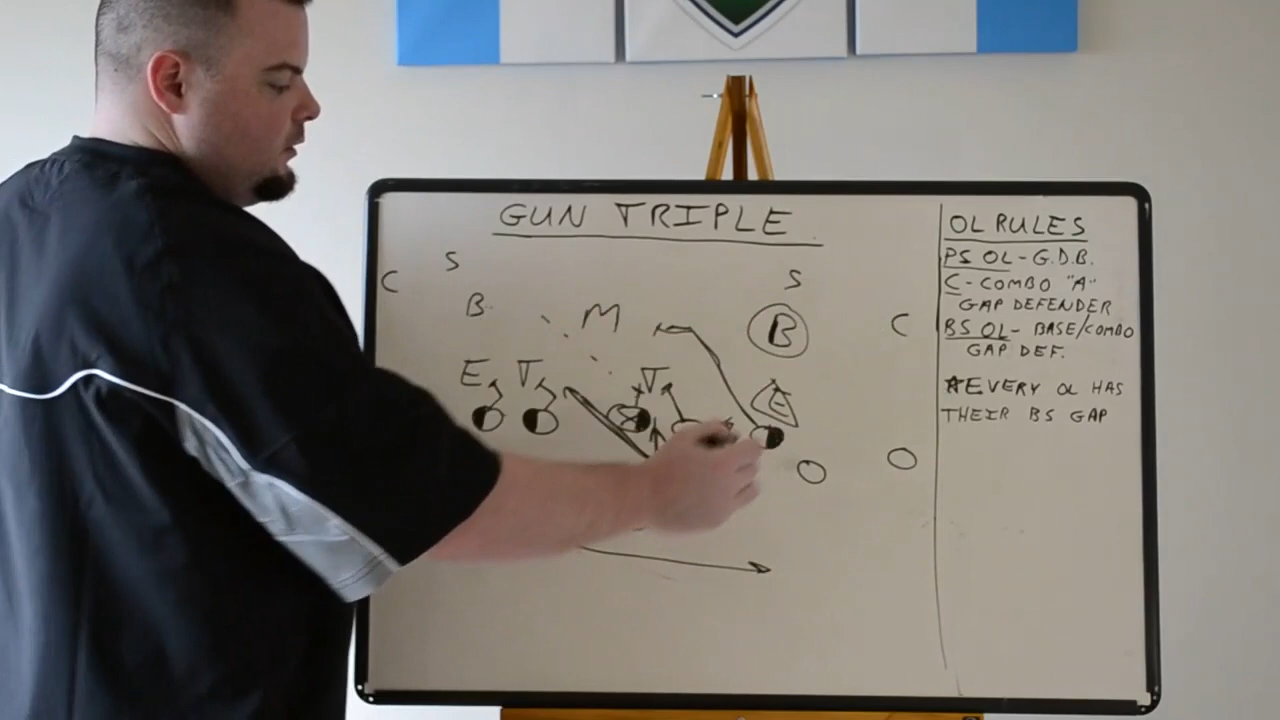 GUN TRIPLE
C S S
B M B C
E T T E
OL RULES
PS OL - G.D.B.
C - COMBO "A"
GAP DEFENDER
BS OL - BASE/COMBO
GAP DEF.
*EVERY OL HAS
THEIR BS GAP